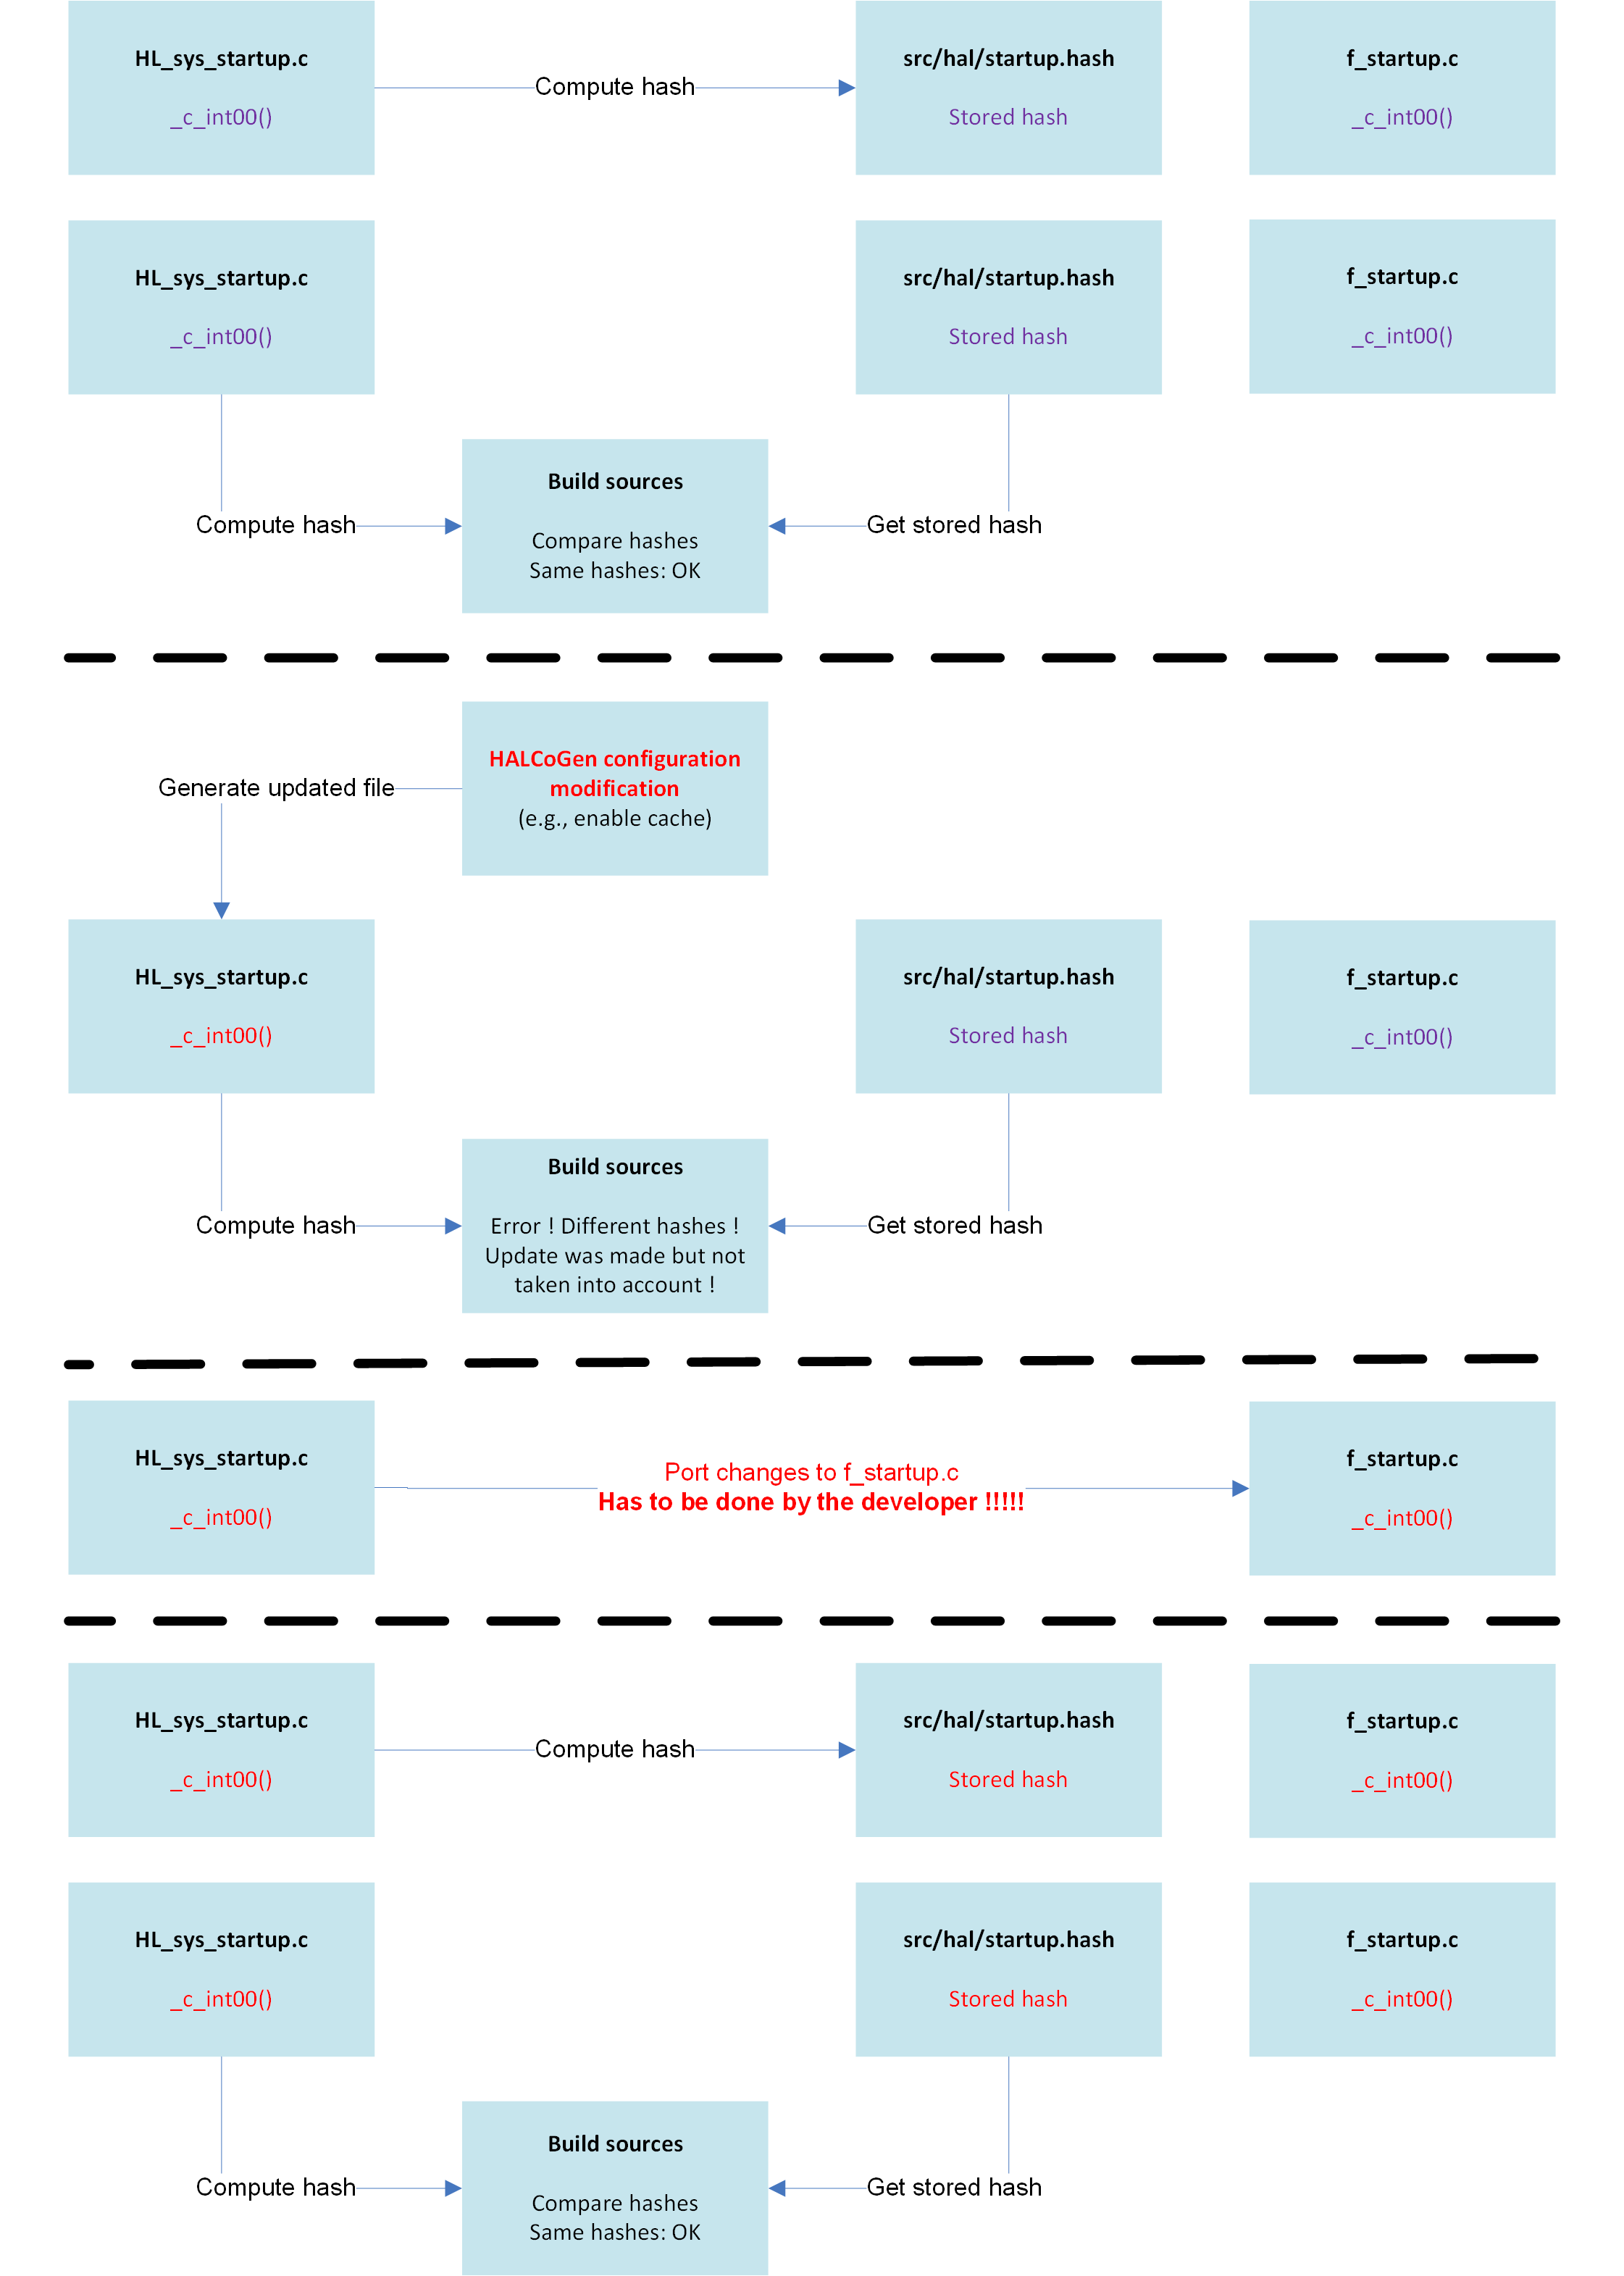 HL_sys_startup.c
_c_int00()
Compute hash
src/hal/startup.hash
Stored hash
f_startup.c
_c_int00()
HL_sys_startup.c
_c_int00()
src/hal/startup.hash
Stored hash
f_startup.c
_c_int00()
Compute hash
Build sources
Compare hashes
Same hashes: OK
Get stored hash
HALCoGen configuration
modification
(e.g., enable cache)
Generate updated file
HL_sys_startup.c
_c_int00()
src/hal/startup.hash
Stored hash
f_startup.c
_c_int00()
Compute hash
Build sources
Error ! Different hashes !
Update was made but not
taken into account !
Get stored hash
HL_sys_startup.c
_c_int00()
Port changes to f_startup.c
Has to be done by the developer !!!!!
f_startup.c
_c_int00()
HL_sys_startup.c
_c_int00()
Compute hash
src/hal/startup.hash
Stored hash
f_startup.c
_c_int00()
HL_sys_startup.c
_c_int00()
src/hal/startup.hash
Stored hash
f_startup.c
_c_int00()
Compute hash
Build sources
Compare hashes
Same hashes: OK
Get stored hash